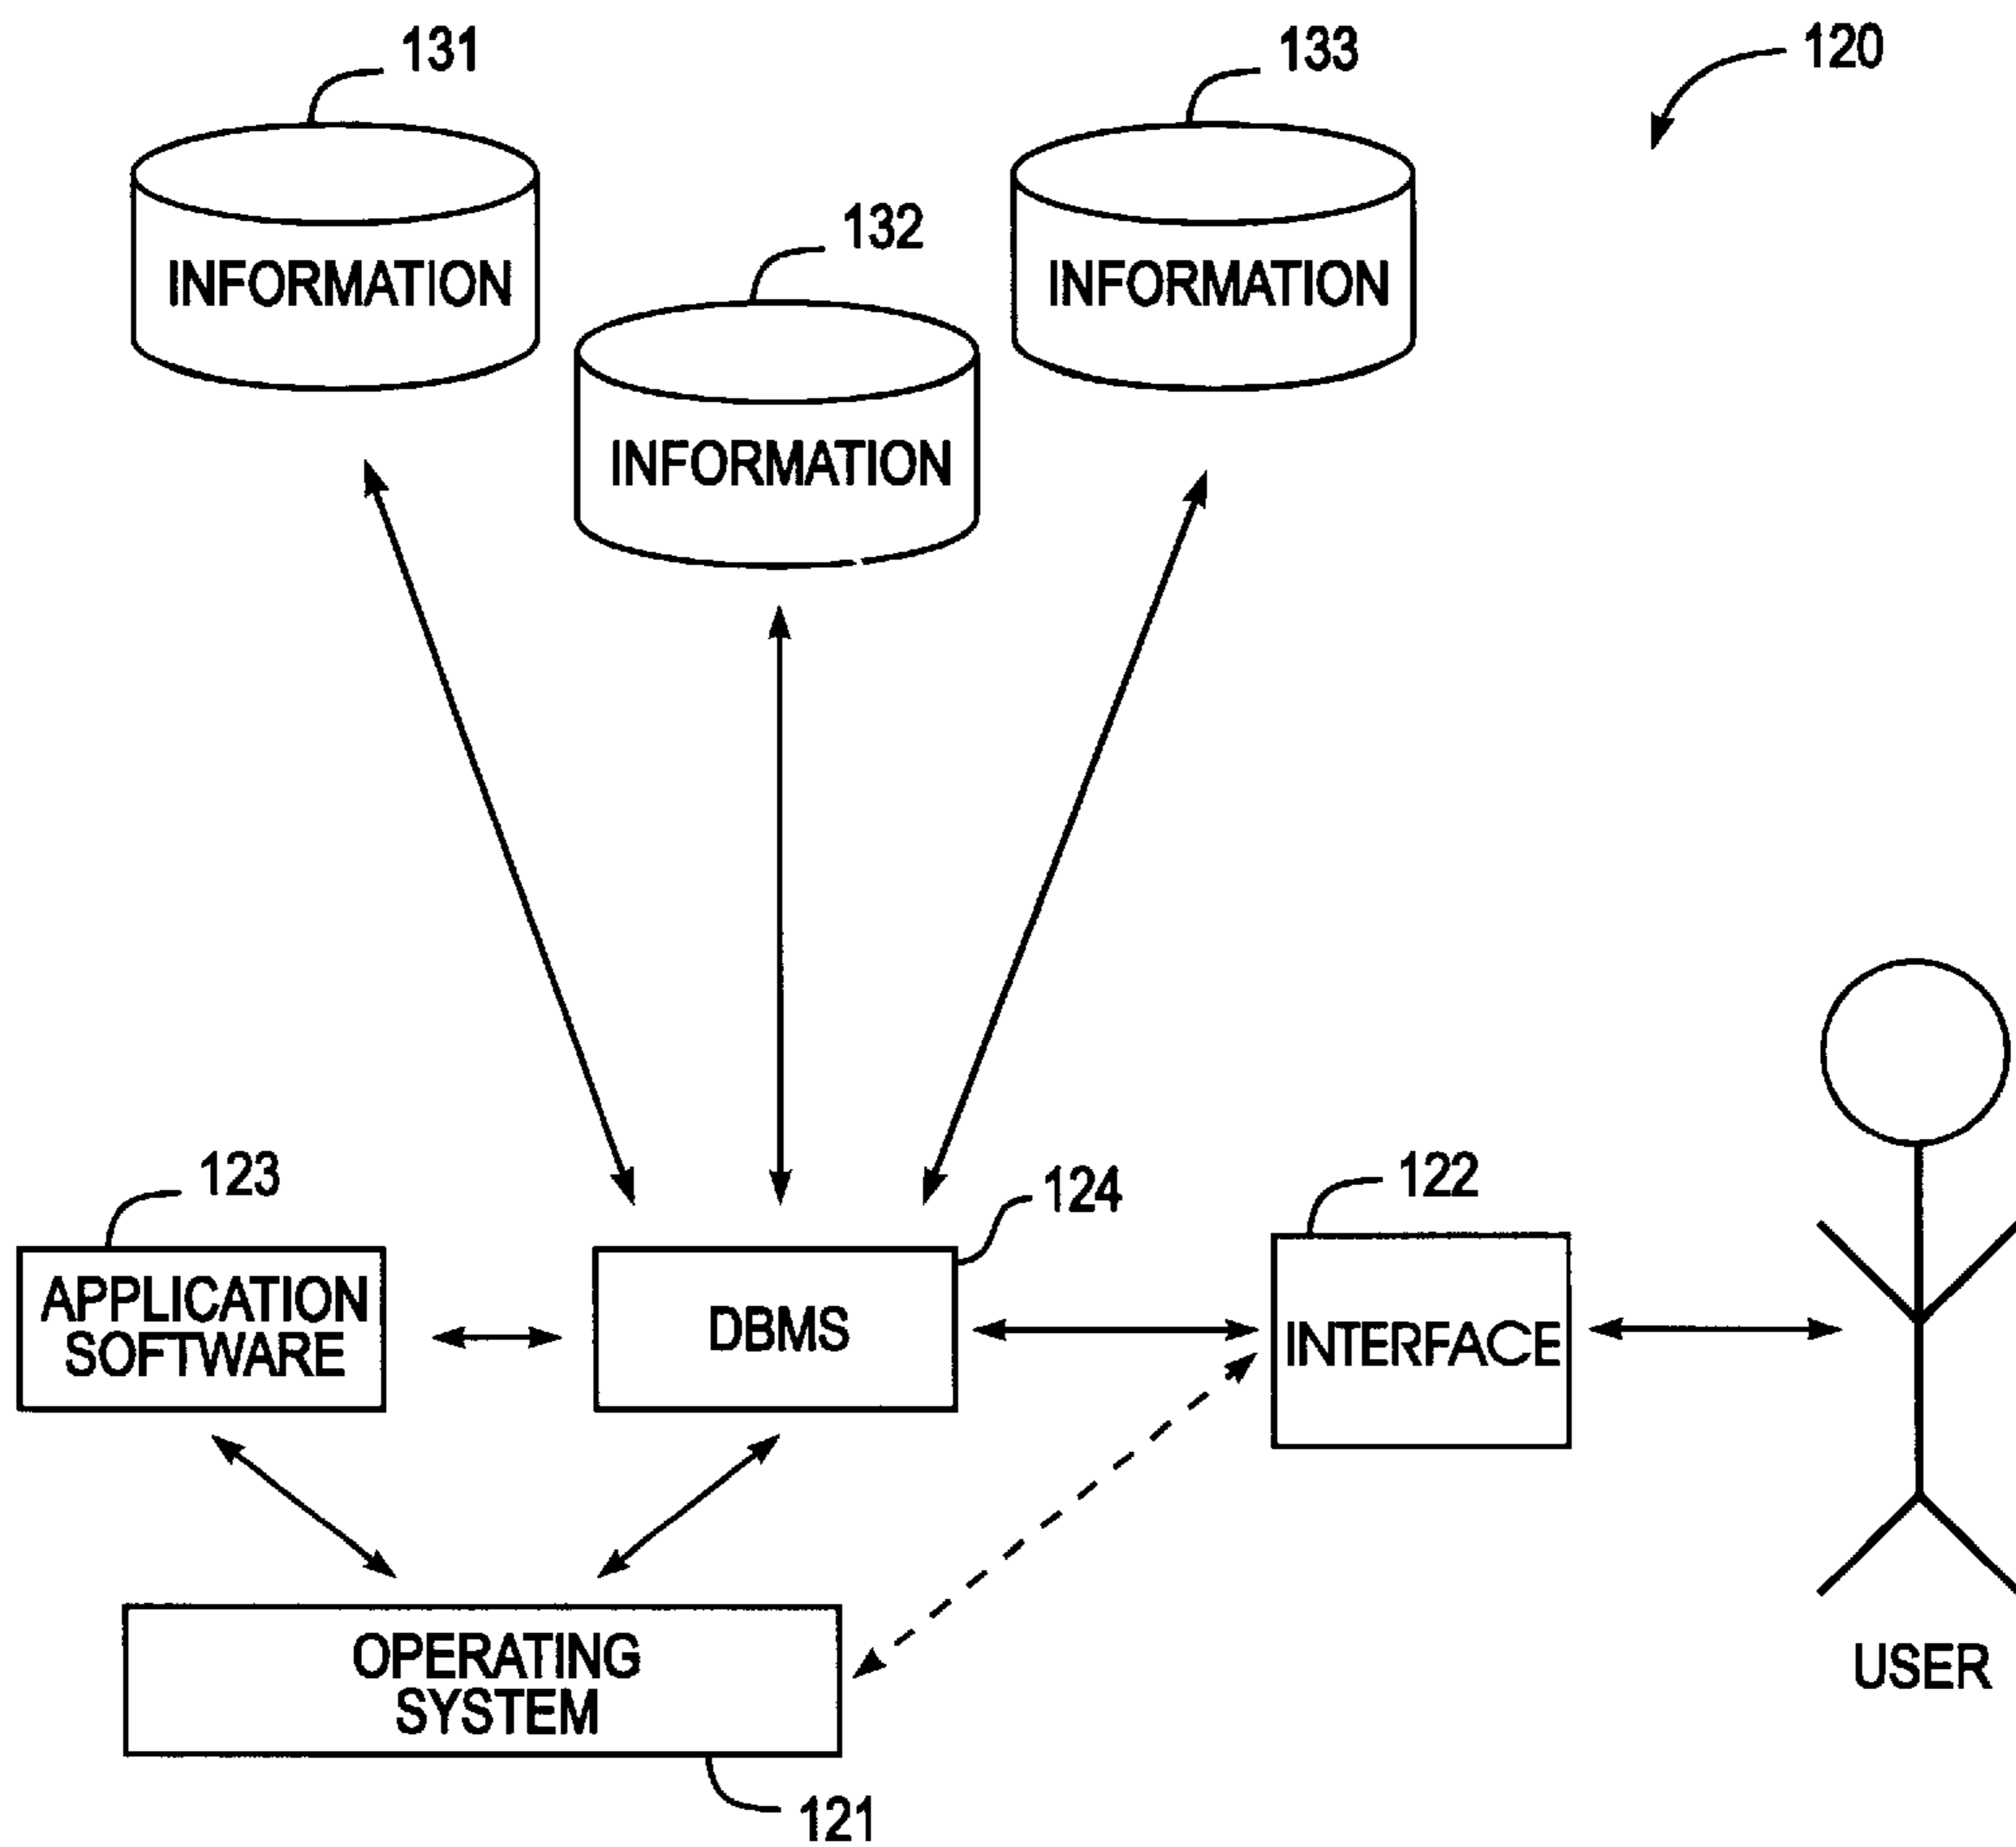 131
133
120
132
INFORMATION
INFORMATION
INFORMATION
123
124
122
APPLICATION
SOFTWARE
DBMS
INTERFACE
OPERATING
SYSTEM
USER
121